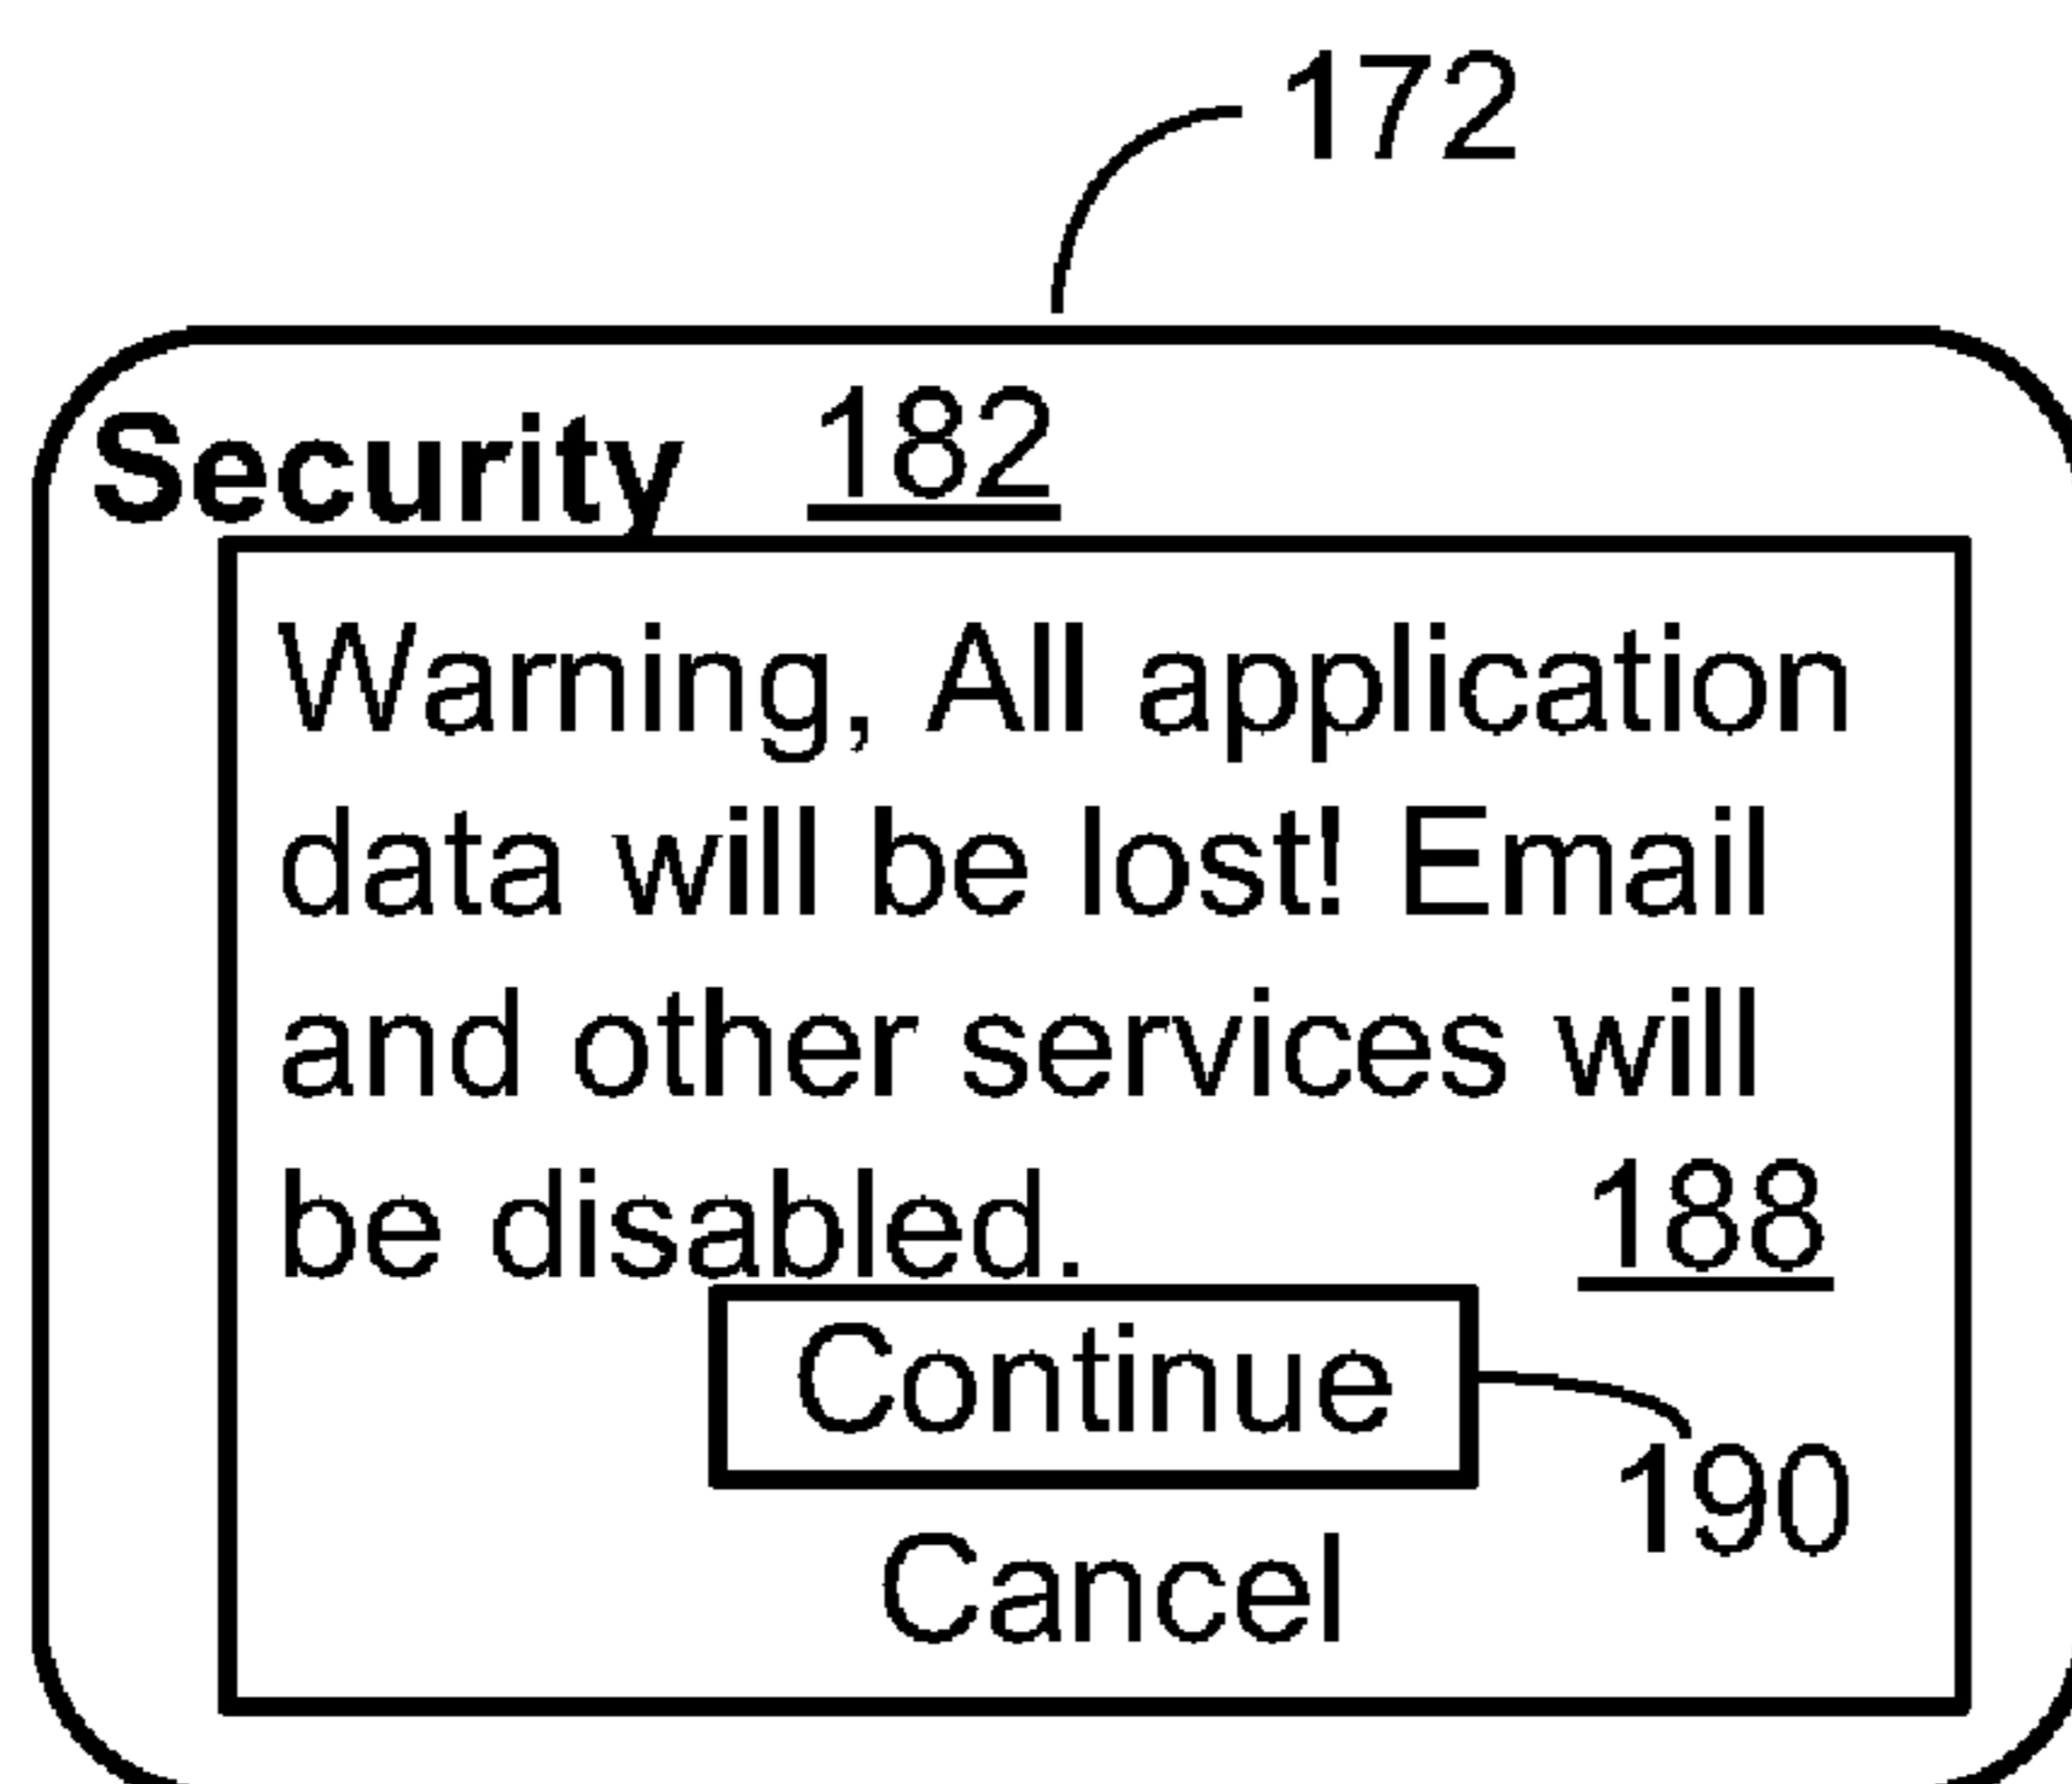 172
Security 182
Warning, All application
data will be lost! Email
and other services will
be disabled.
188
Continue
190
Cancel